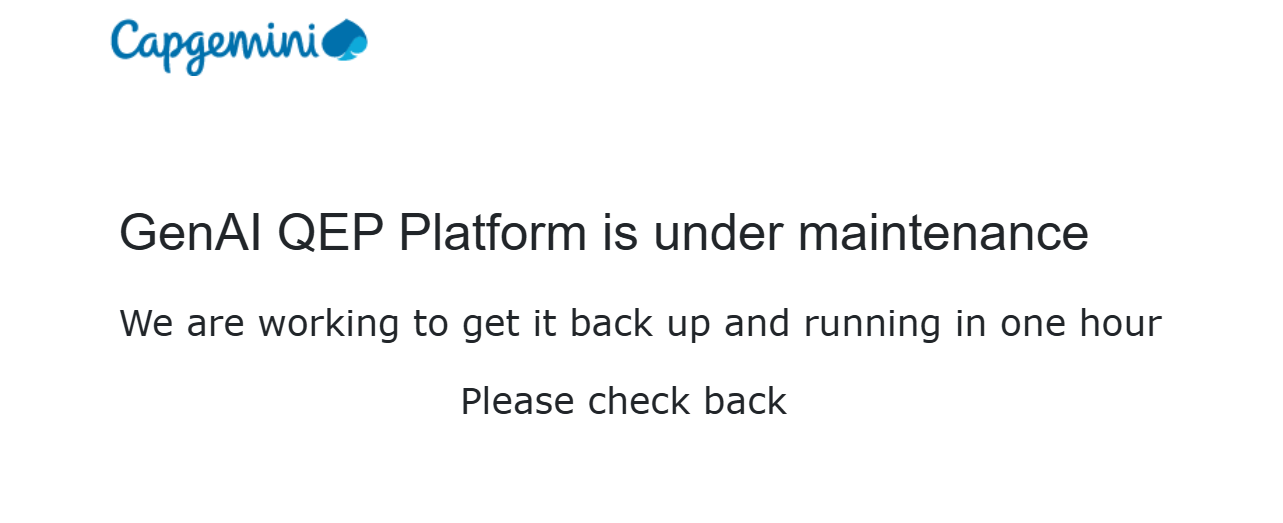 Capgemini
GenAI QEP Platform is under maintenance
We are working to get it back up and running in one hour
Please check back